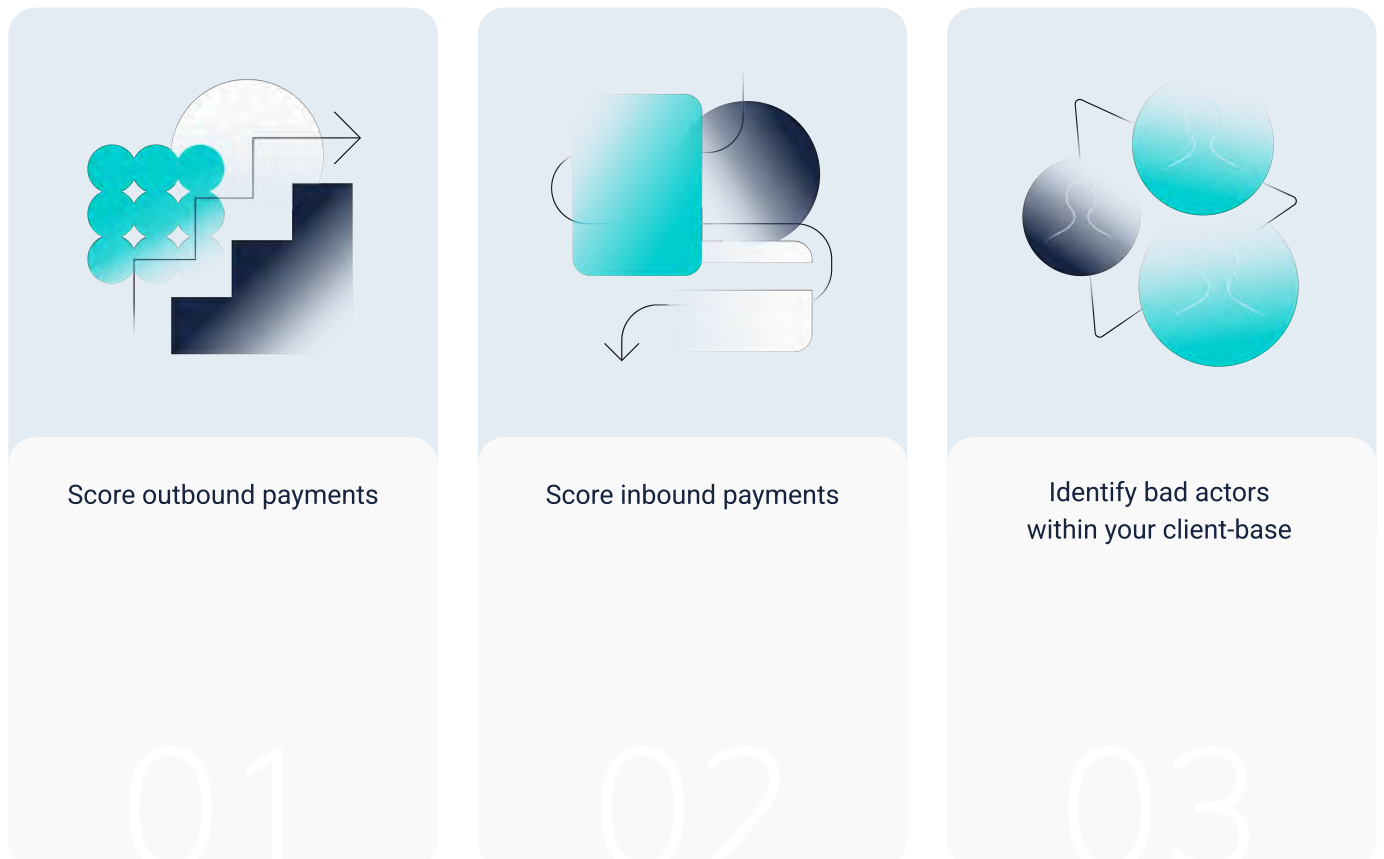 Score outbound payments
Score inbound payments
Identify bad actors
within your client-base
01
02
03